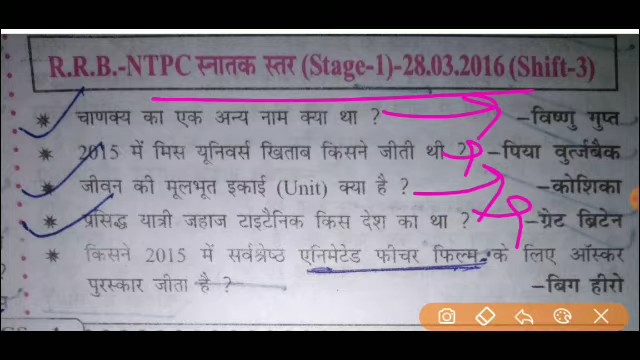 R.R.B.-NTPC स्नातक स्तर (Stage-1)-28.03.2016 (Shift-3)
* चाणक्य का एक अन्य नाम क्या था ? -विष्णु गुप्त
* 2015 में मिस यूनिवर्स खिताब किसने जीती थी ? -पिया वुर्त्जबैक
* जीवन की मूलभूत इकाई (Unit) क्या है ? -कोशिका
* प्रसिद्ध यात्री जहाज टाइटैनिक किस देश का था ? -ग्रेट ब्रिटेन
* किसने 2015 में सर्वश्रेष्ठ एनिमेटेड फीचर फिल्म के लिए ऑस्कर
पुरस्कार जीता है ? -बिग हीरो